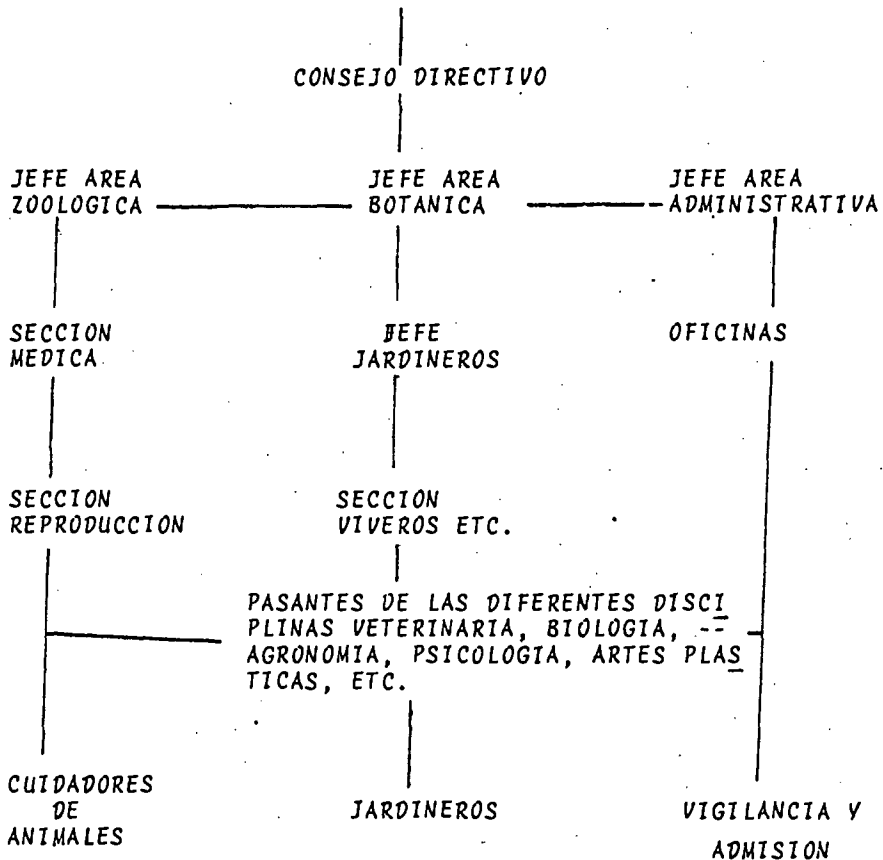 CONSEJO DIRECTIVO
JEFE AREA
ZOOLOGICA
JEFE AREA
BOTANICA
JEFE AREA
ADMINISTRATIVA
SECCION
MEDICA
JEFE
JARDINEROS
OFICINAS
SECCION
REPRODUCCION
SECCION
VIVEROS ETC.
PASANTES DE LAS DIFERENTES DISCI
PLINAS VETERINARIA, BIOLOGIA, --
AGRONOMIA, PSICOLOGIA, ARTES PLAS
TICAS, ETC.
CUIDADORES
DE
ANIMALES
JARDINEROS
VIGILANCIA Y
ADMISION